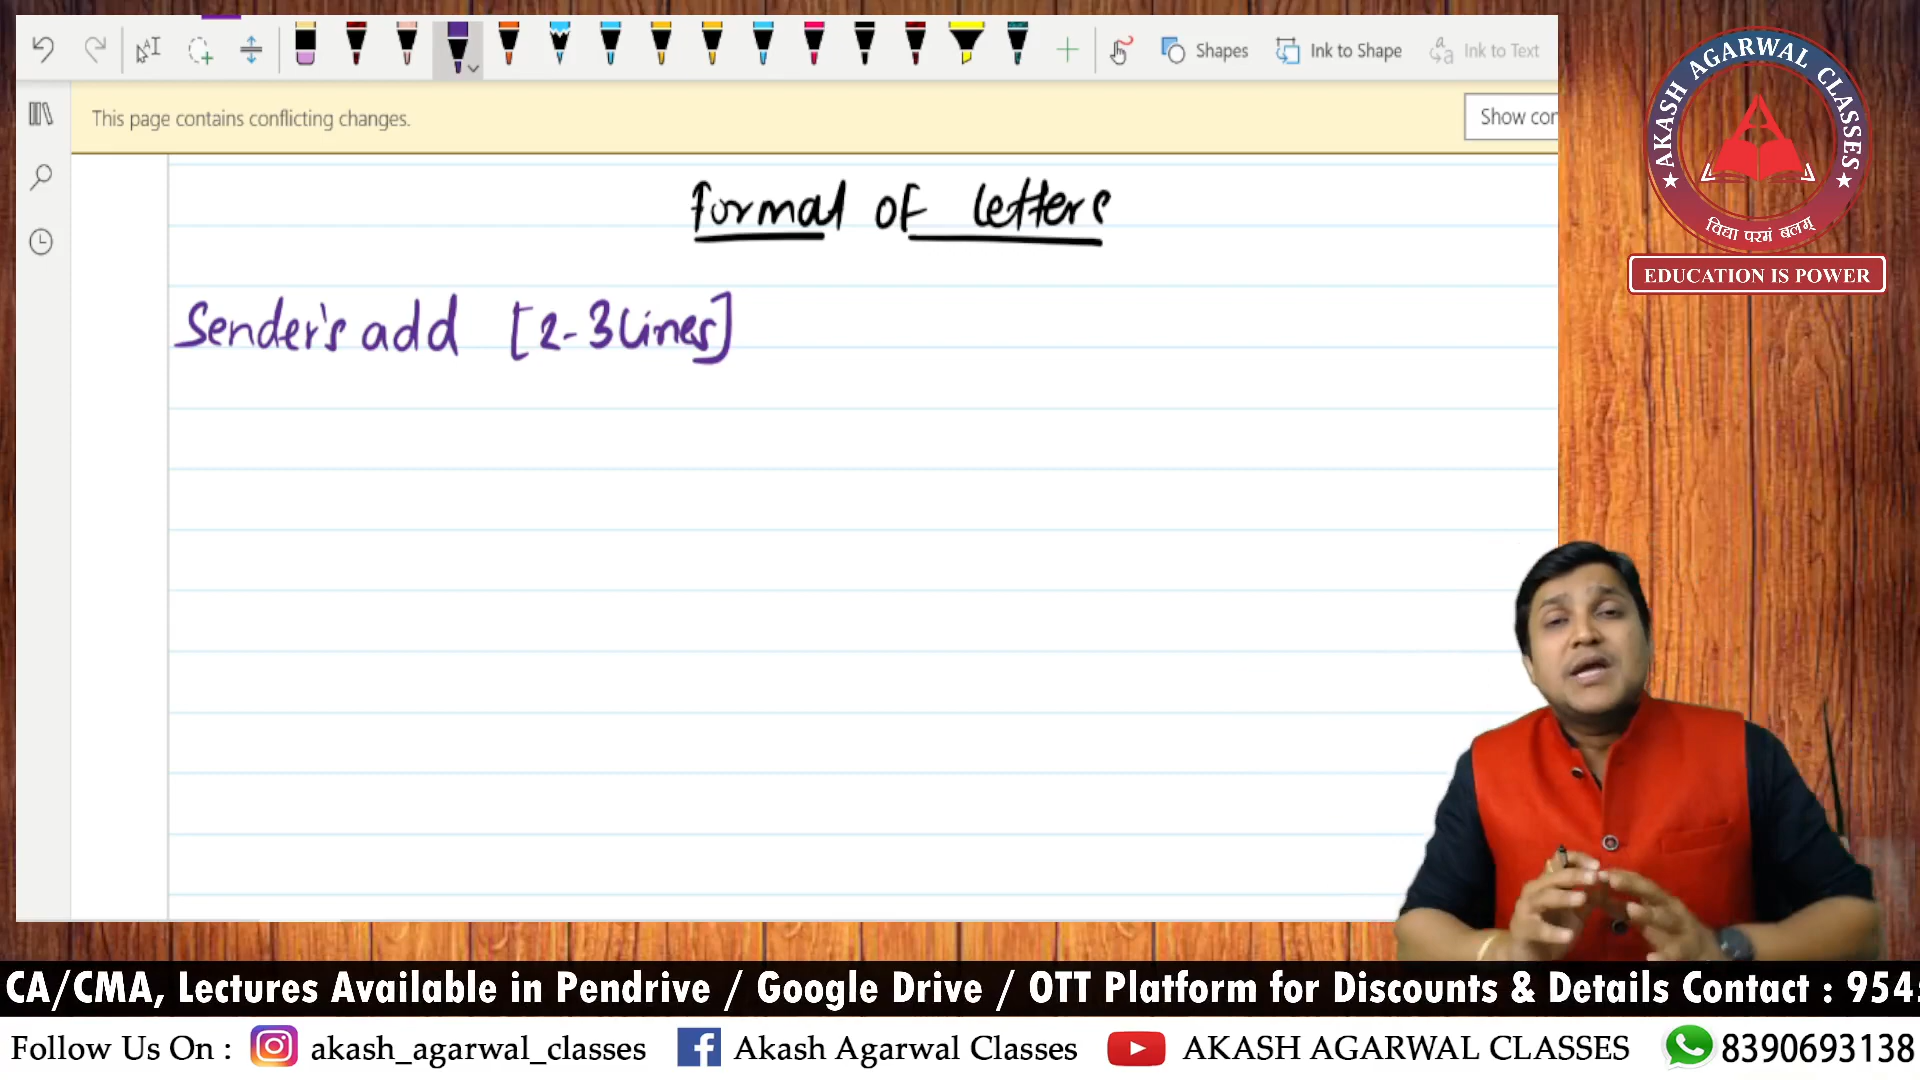 Shapes
Ink to Shape
Ink to Text
This page contains conflicting changes.
Show con
Format of letters
Sender's add [2-3 lines]
AKASH AGARWAL CLASSES
विद्या परमं बलम्
EDUCATION IS POWER
CA/CMA, Lectures Available in Pendrive / Google Drive / OTT Platform for Discounts & Details Contact : 954
Follow Us On : akash_agarwal_classes Akash Agarwal Classes AKASH AGARWAL CLASSES 8390693138